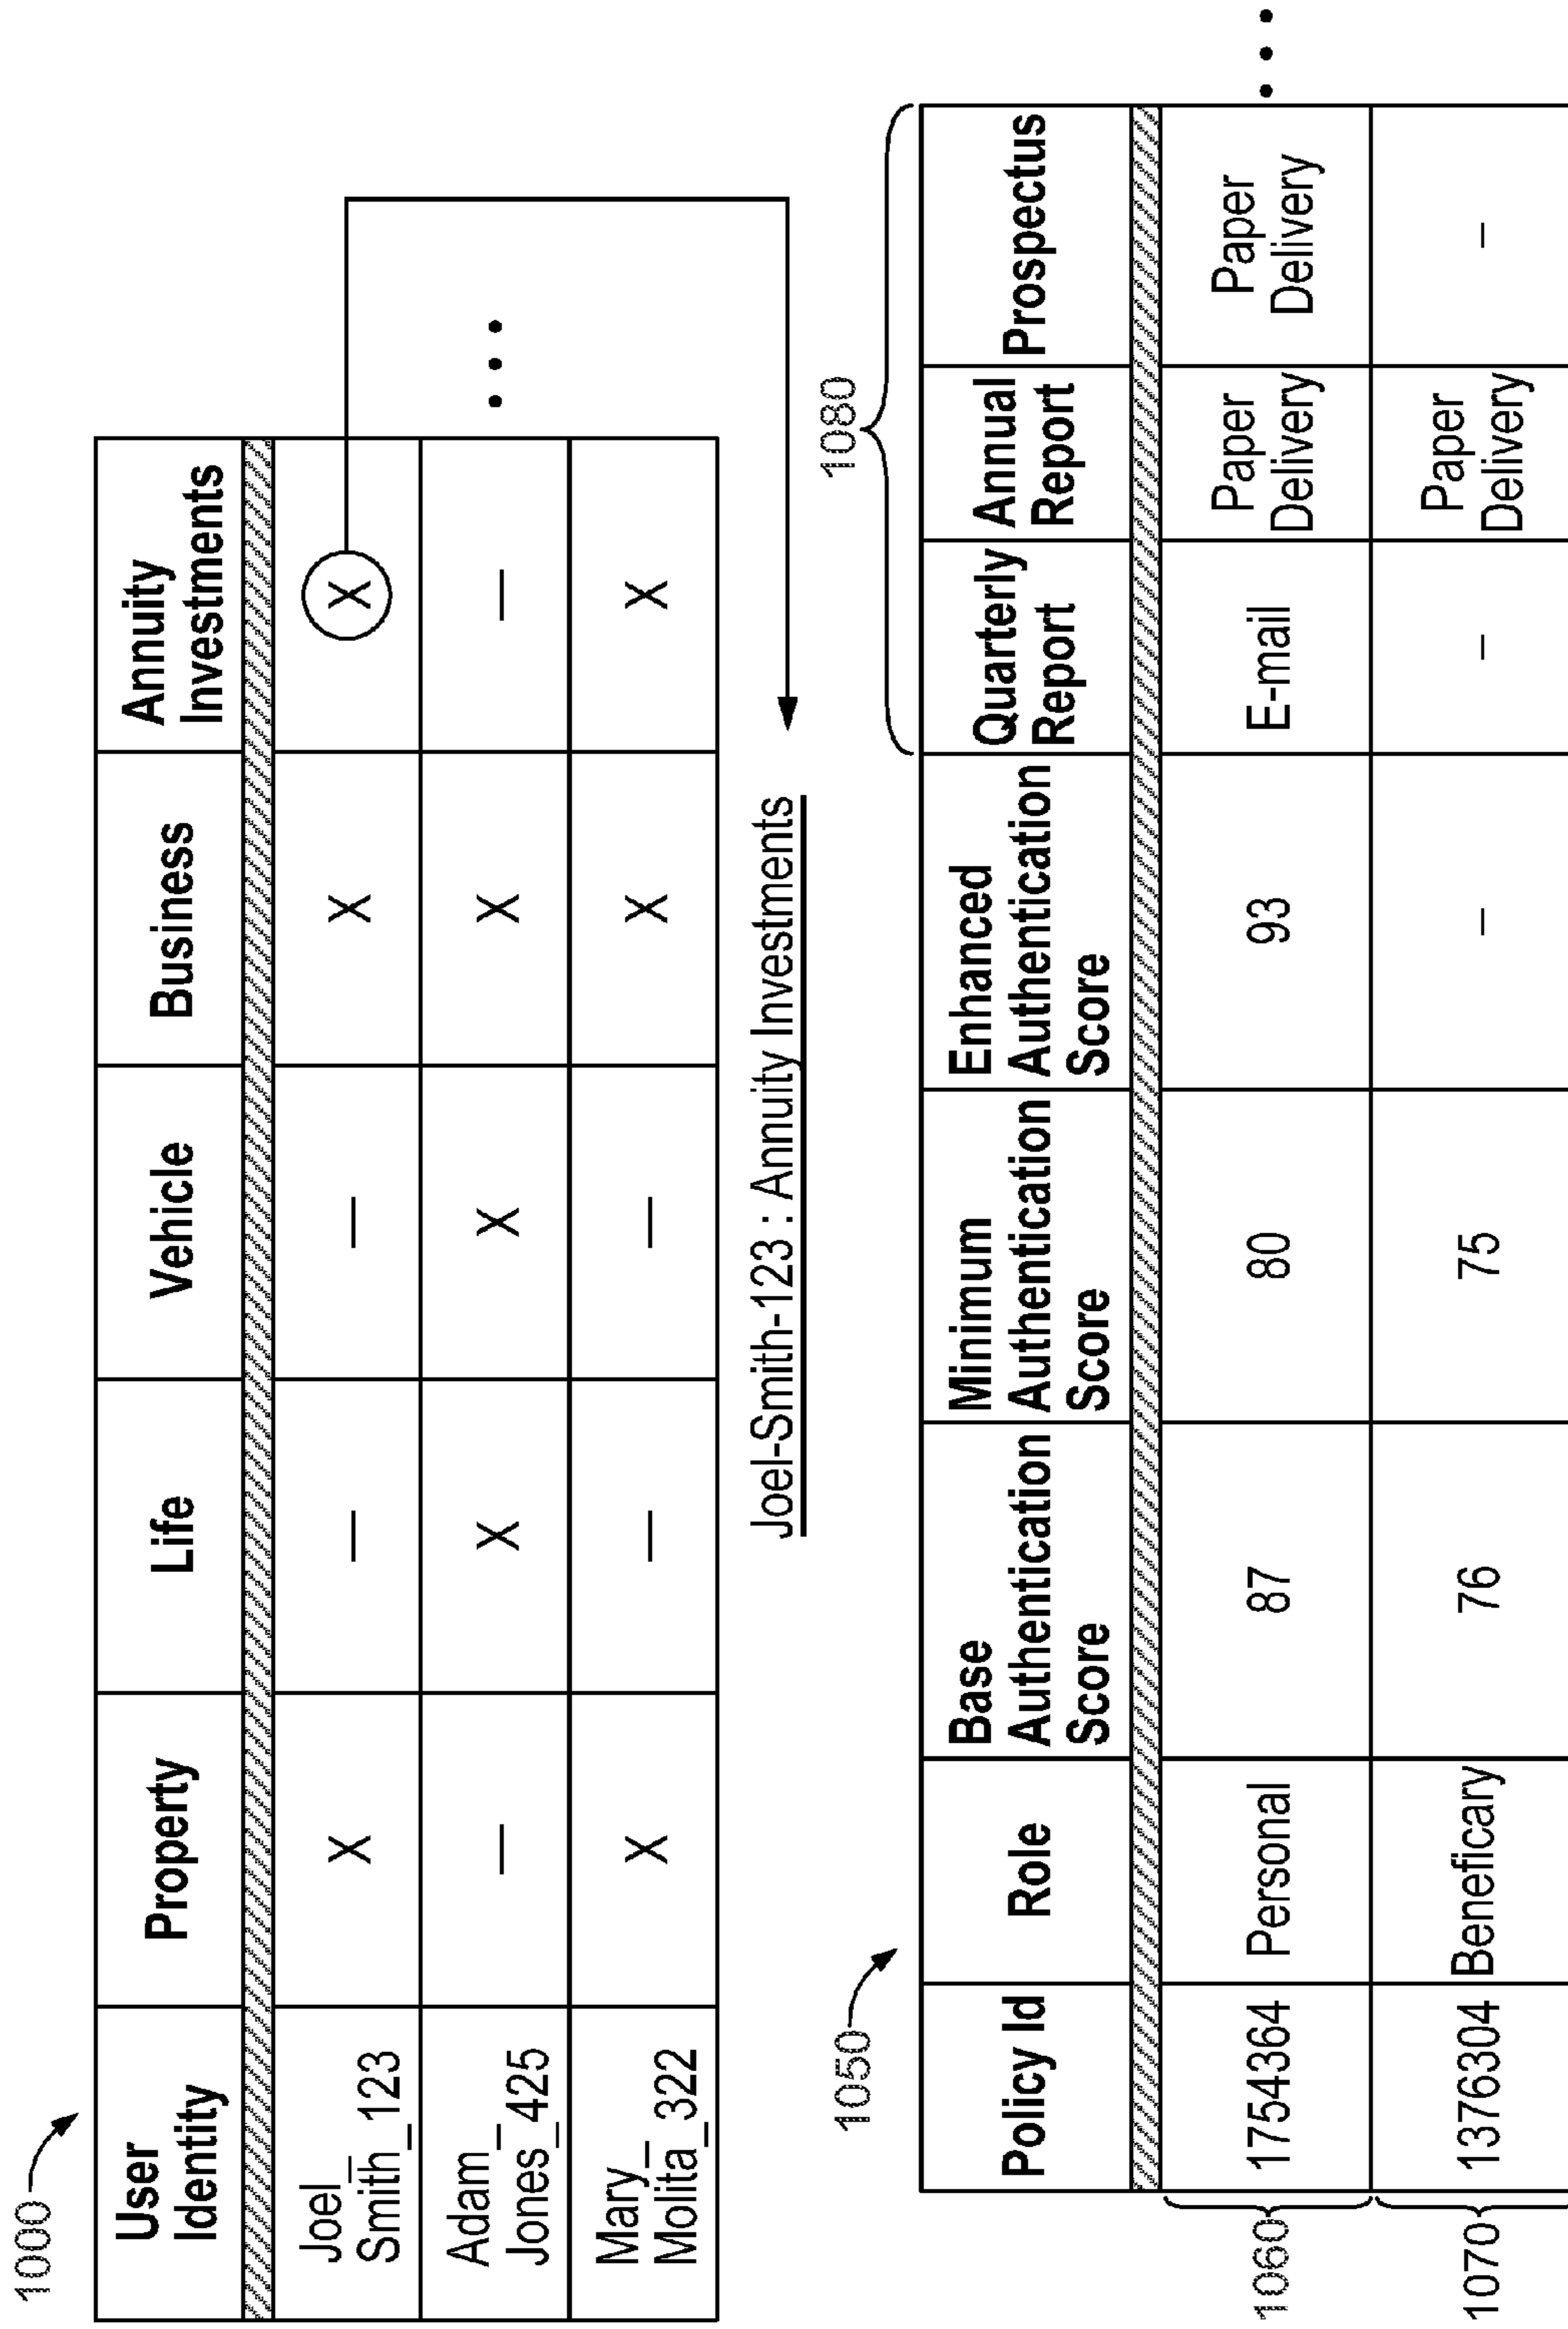 1000
User Identity Property Life Vehicle Business Annuity Investments
Joel_ Smith_123 X — — — X X
Adam_ Jones_425 — X X X —
Mary_ Molita_322 X — — X X
• • •
Joel-Smith-123 : Annuity Investments
1050
1080
Policy Id Role Base Authentication Score Minimum Authentication Score Enhanced Authentication Score Quarterly Report Annual Report Prospectus
1060 1754364 Personal 87 80 93 E-mail Paper Delivery Paper Delivery
• • •
1070 1376304 Beneficary 76 75 – – Paper Delivery –